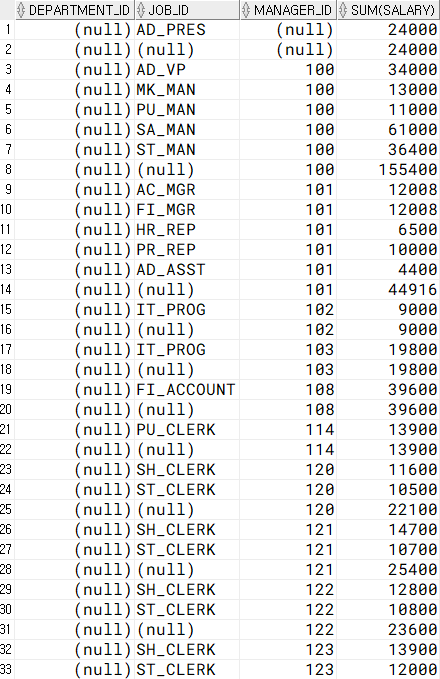 DEPARTMENT_ID JOB_ID MANAGER_ID SUM(SALARY)
1 (null) AD_PRES (null) 24000
2 (null) (null) (null) 24000
3 (null) AD_VP 100 34000
4 (null) MK_MAN 100 13000
5 (null) PU_MAN 100 11000
6 (null) SA_MAN 100 61000
7 (null) ST_MAN 100 36400
8 (null) (null) 100 155400
9 (null) AC_MGR 101 12008
10 (null) FI_MGR 101 12008
11 (null) HR_REP 101 6500
12 (null) PR_REP 101 10000
13 (null) AD_ASST 101 4400
14 (null) (null) 101 44916
15 (null) IT_PROG 102 9000
16 (null) (null) 102 9000
17 (null) IT_PROG 103 19800
18 (null) (null) 103 19800
19 (null) FI_ACCOUNT 108 39600
20 (null) (null) 108 39600
21 (null) PU_CLERK 114 13900
22 (null) (null) 114 13900
23 (null) SH_CLERK 120 11600
24 (null) ST_CLERK 120 10500
25 (null) (null) 120 22100
26 (null) SH_CLERK 121 14700
27 (null) ST_CLERK 121 10700
28 (null) (null) 121 25400
29 (null) SH_CLERK 122 12800
30 (null) ST_CLERK 122 10800
31 (null) (null) 122 23600
32 (null) SH_CLERK 123 13900
33 (null) ST_CLERK 123 12000